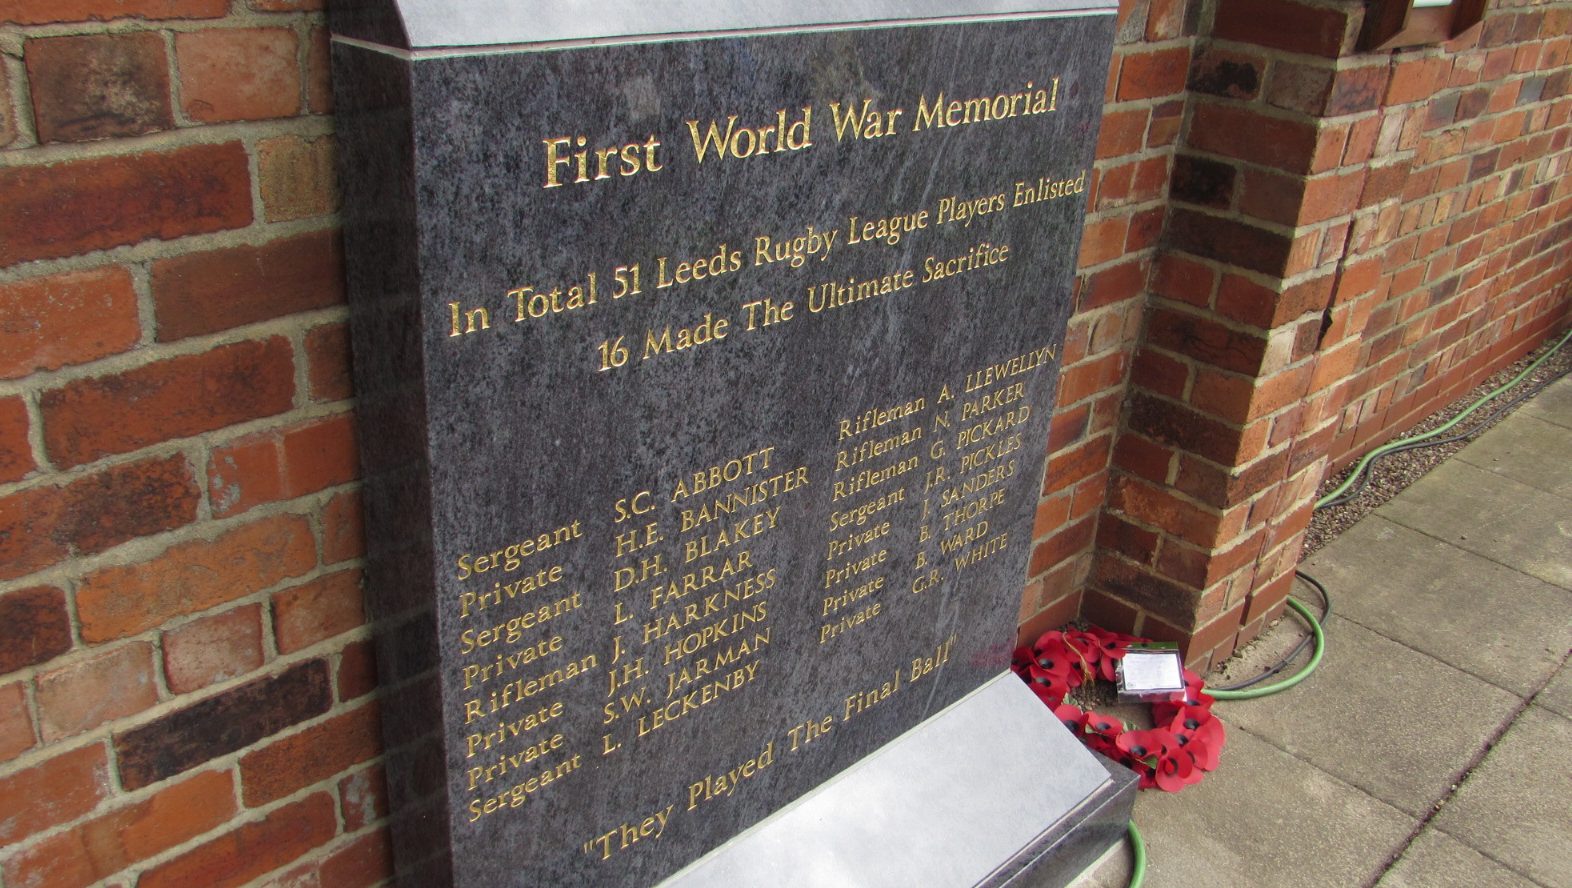 First World War Memorial
In Total 51 Leeds Rugby League Players Enlisted
16 Made The Ultimate Sacrifice
Sergeant S.C. ABBOTT
Private H.E. BANNISTER
Sergeant D.H. BLAKEY
Private L. FARRAR
Rifleman J. HARKNESS
Private J.H. HOPKINS
Private S.W. JARMAN
Sergeant L. LECKENBY
Rifleman A. LLEWELLYN
Rifleman N. PARKER
Rifleman G. PICKARD
Sergeant J.R. PICKLES
Private J. SANDERS
Private B. THORPE
Private B. WARD
Private G.R. WHITE
"They Played The Final Ball"